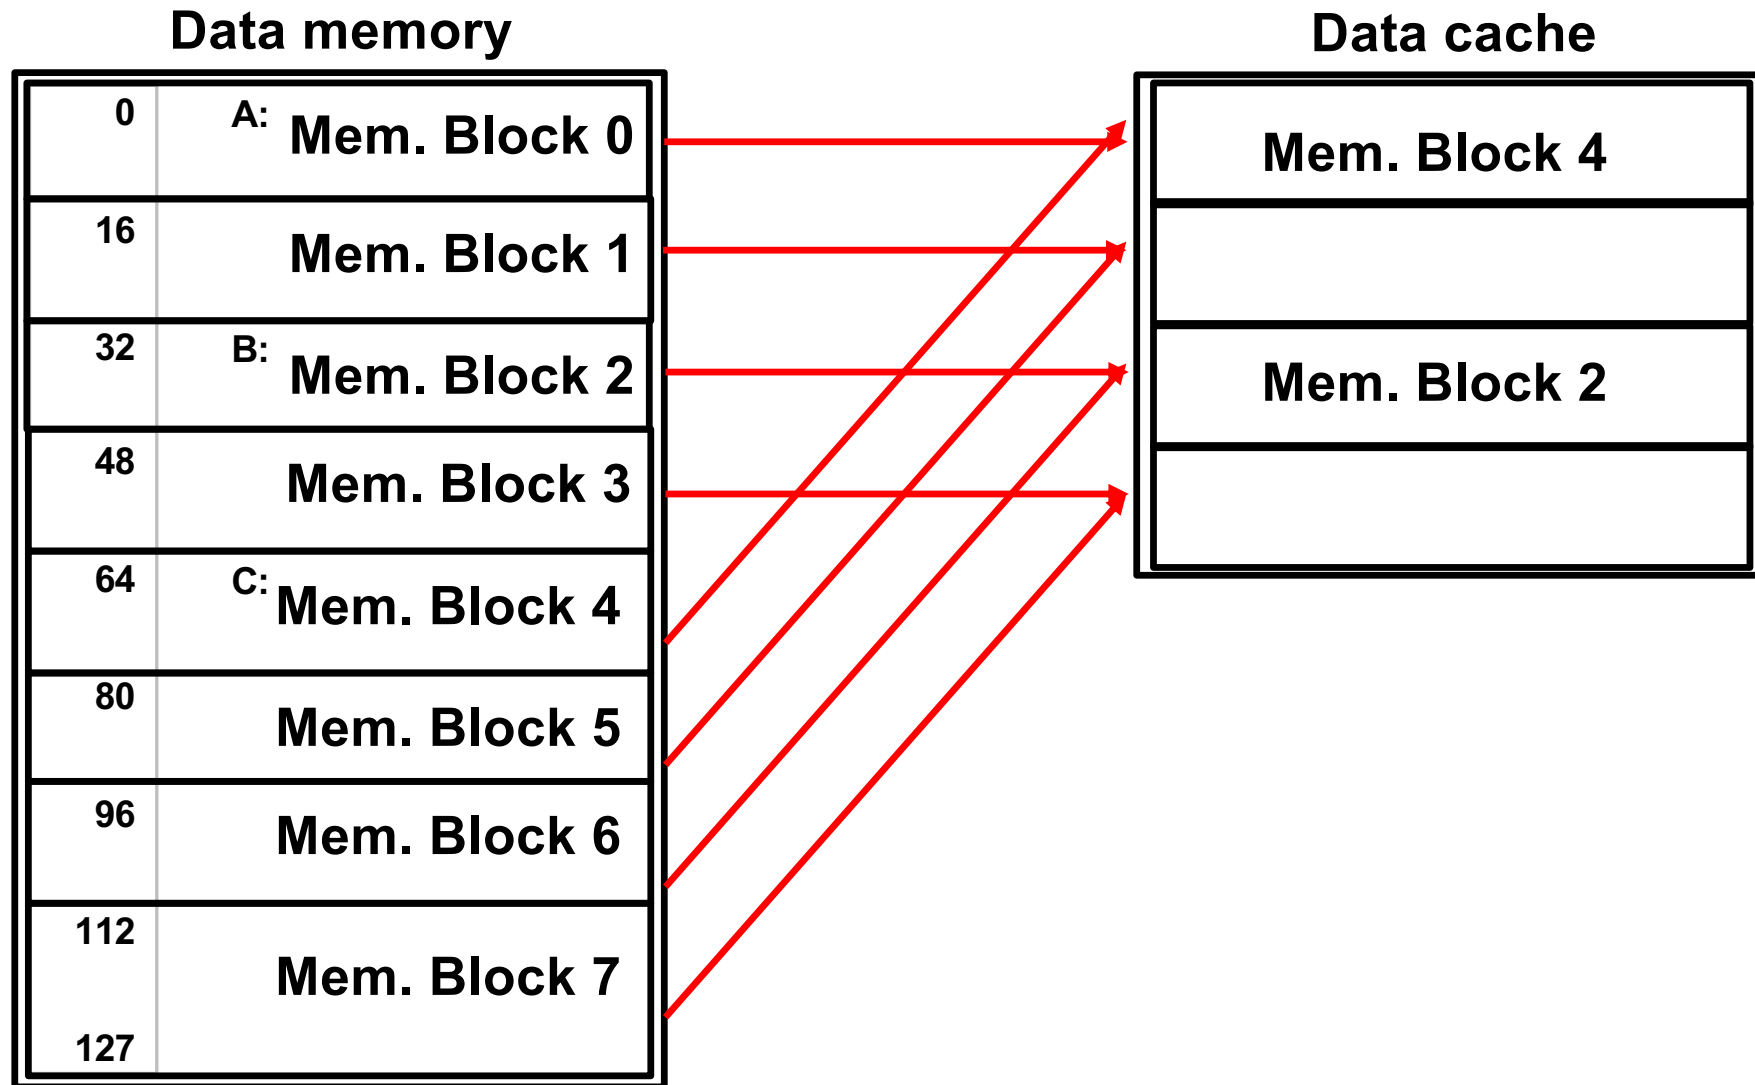 Data memory
Data cache
0 A: Mem. Block 0
16 Mem. Block 1
32 B: Mem. Block 2
48 Mem. Block 3
64 C: Mem. Block 4
80 Mem. Block 5
96 Mem. Block 6
112
Mem. Block 7
127
Mem. Block 4
Mem. Block 2